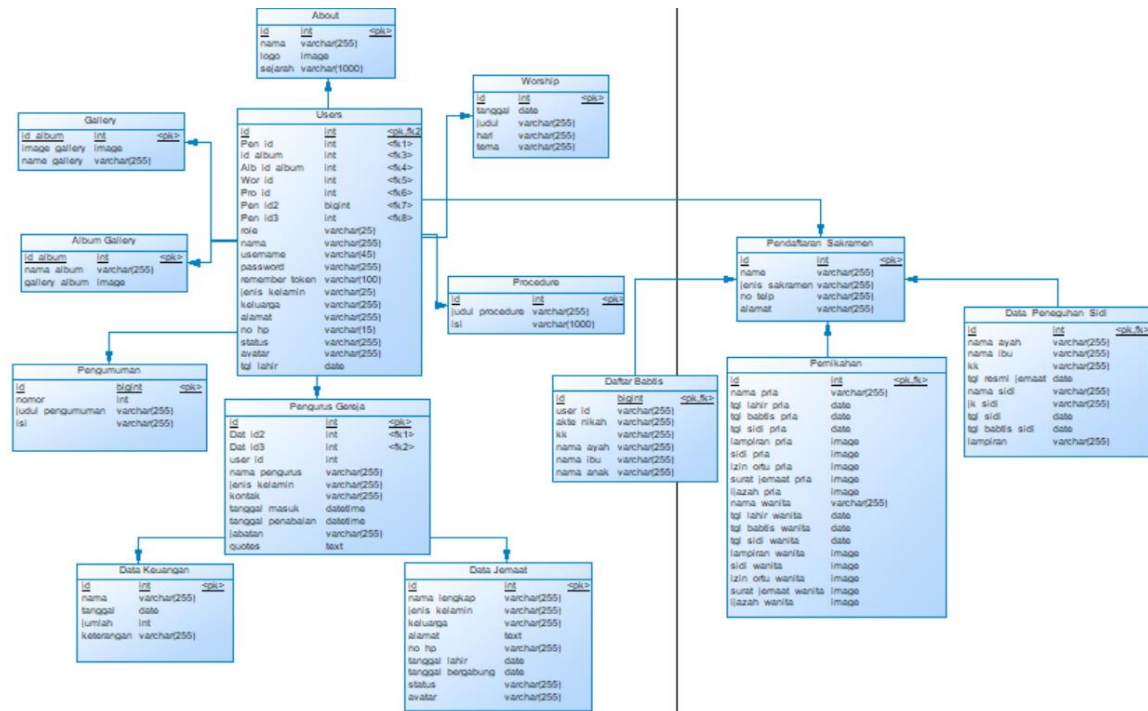 About
id int <pk>
nama varchar(255)
logo image
sejarah varchar(1000)
Worship
id int <pk>
tanggal date
judul varchar(255)
hari varchar(255)
tema varchar(255)
Gallery
id album int <pk>
image gallery image
name gallery varchar(255)
Users
id int <pk,fk2
Pen id int <fk1>
id album int <fk3>
Alb id album int <fk4>
Wor id int <fk5>
Pro id int <fk6>
Pen id2 bigint <fk7>
Pen id3 int <fk8>
role varchar(25)
nama varchar(255)
username varchar(45)
password varchar(255)
remember token varchar(100)
jenis kelamin varchar(25)
keluarga varchar(255)
alamat varchar(255)
no hp varchar(15)
status varchar(255)
avatar varchar(255)
tgl lahir date
Album Gallery
id album int <pk>
nama album varchar(255)
gallery album image
Procedure
id int <pk>
judul procedure varchar(255)
isi varchar(1000)
Pendaftaran Sakramen
id int <pk>
name varchar(255)
jenis sakramen varchar(255)
no telp varchar(255)
alamat varchar(255)
Data Peneguhan Sidi
id int <pk,fk>
nama ayah varchar(255)
nama ibu varchar(255)
kk varchar(255)
tgl resmi jemaat date
nama sidi varchar(255)
jk sidi varchar(255)
tgl sidi date
tgl babtis sidi date
lampiran varchar(255)
Pengumuman
id bigint <pk>
nomor int
judul pengumuman varchar(255)
isi varchar(255)
Pengurus Gereja
id int <pk>
Dat id2 int <fk1>
Dat id3 int <fk2>
user id int
nama pengurus varchar(255)
jenis kelamin varchar(255)
kontak varchar(255)
tanggal masuk datetime
tanggal penabalan datetime
jabatan varchar(255)
quotes text
Daftar Babtis
id bigint <pk,fk>
user id varchar(255)
akte nikah varchar(255)
kk varchar(255)
nama ayah varchar(255)
nama ibu varchar(255)
nama anak varchar(255)
Pernikahan
id int <pk,fk>
nama pria varchar(255)
tgl lahir pria date
tgl babtis pria date
tgl sidi pria date
lampiran pria image
sidi pria image
izin ortu pria image
surat jemaat pria image
ijazah pria image
nama wanita varchar(255)
tgl lahir wanita date
tgl babtis wanita date
tgl sidi wanita date
lampiran wanita image
sidi wanita image
izin ortu wanita image
surat jemaat wanita image
ijazah wanita image
Data Keuangan
id int <pk>
nama varchar(255)
tanggal date
jumlah int
keterangan varchar(255)
Data Jemaat
id int <pk>
nama lengkap varchar(255)
jenis kelamin varchar(255)
keluarga varchar(255)
alamat text
no hp varchar(255)
tanggal lahir date
tanggal bergabung date
status varchar(255)
avatar varchar(255)